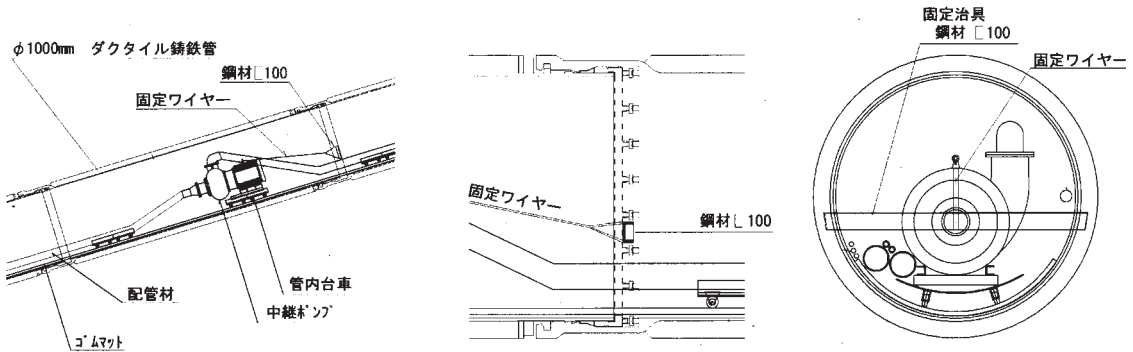 φ1000mm ダクタイル鋳鉄管
鋼材[100
固定ワイヤー
配管材
管内台車
中継ポンプ
ゴムマット
固定ワイヤー
鋼材[100
固定治具
鋼材[100
固定ワイヤー